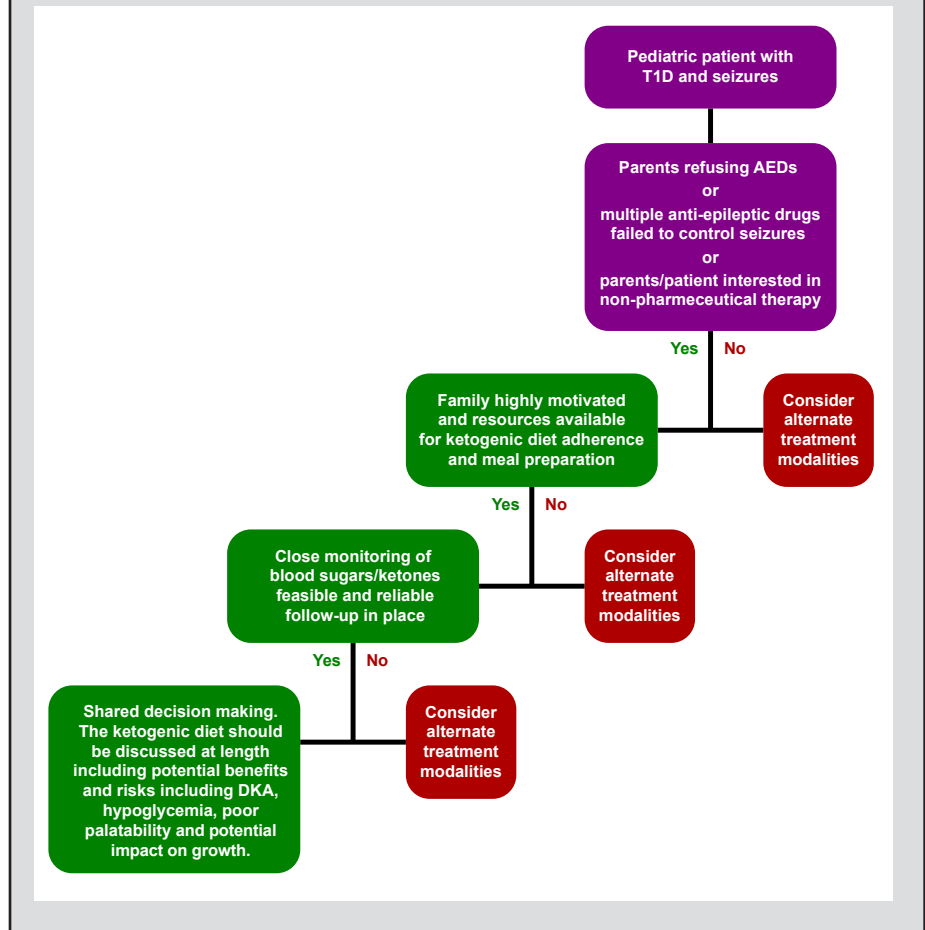 Pediatric patient with
T1D and seizures
Parents refusing AEDs
or
multiple anti-epileptic drugs
failed to control seizures
or
parents/patient interested in
non-pharmeceutical therapy
Yes
No
Family highly motivated
and resources available
for ketogenic diet adherence
and meal preparation
Consider
alternate
treatment
modalities
Yes
No
Close monitoring of
blood sugars/ketones
feasible and reliable
follow-up in place
Consider
alternate
treatment
modalities
Yes
No
Shared decision making.
The ketogenic diet should
be discussed at length
including potential benefits
and risks including DKA,
hypoglycemia, poor
palatability and potential
impact on growth.
Consider
alternate
treatment
modalities